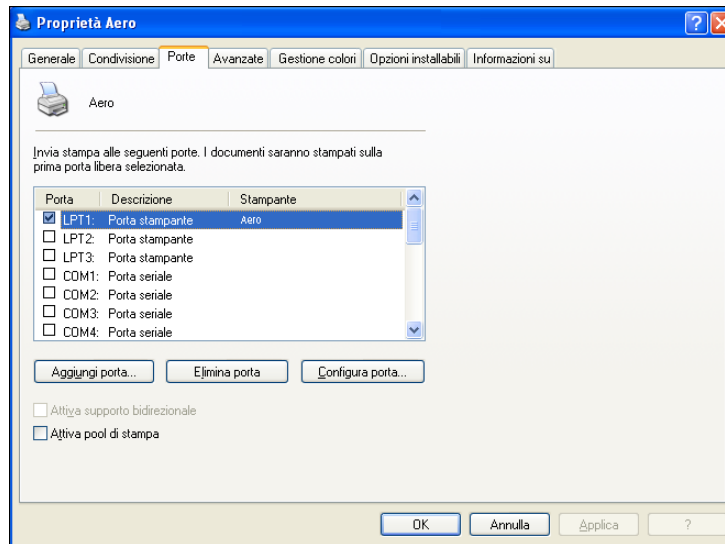 Proprietà Aero
Generale Condivisione Porte Avanzate Gestione colori Opzioni installabili Informazioni su
Aero
Invia stampa alle seguenti porte. I documenti saranno stampati sulla
prima porta libera selezionata.
Porta Descrizione Stampante
LPT1: Porta stampante Aero
LPT2: Porta stampante
LPT3: Porta stampante
COM1: Porta seriale
COM2: Porta seriale
COM3: Porta seriale
COM4: Porta seriale
Aggiungi porta... Elimina porta Configura porta...
Attiva supporto bidirezionale
Attiva pool di stampa
OK Annulla Applica ?